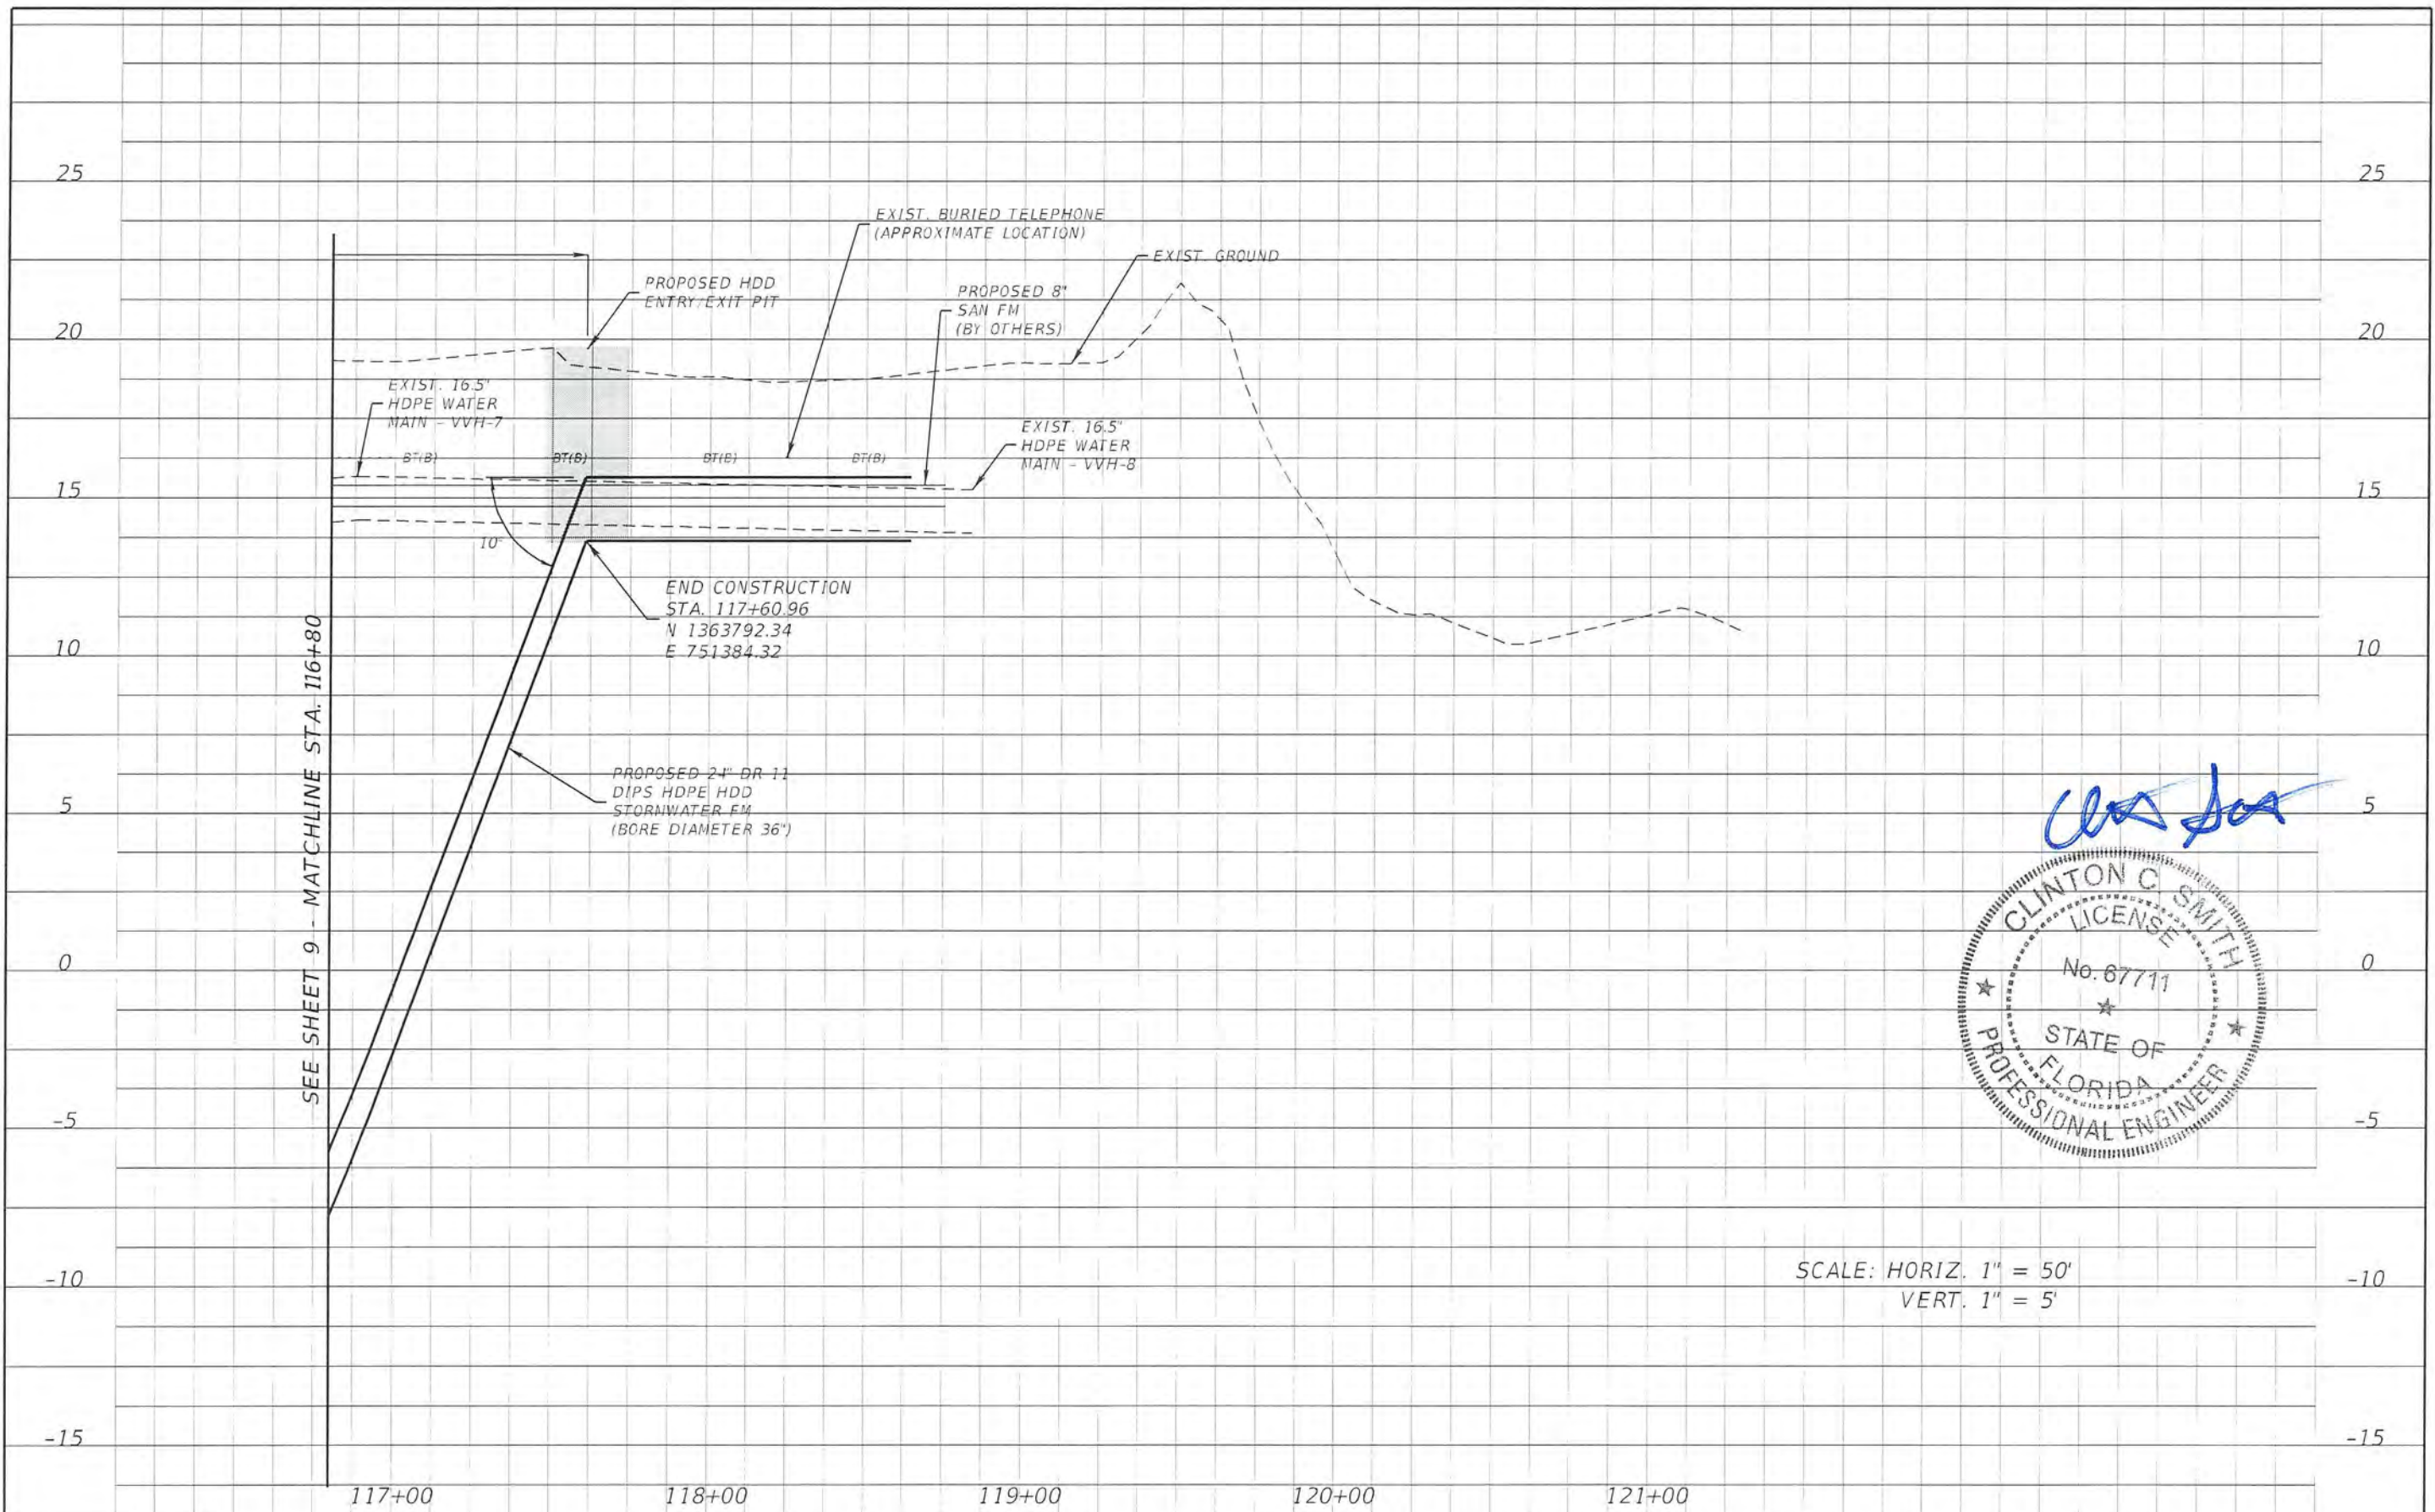 25
25
EXIST. BURIED TELEPHONE
(APPROXIMATE LOCATION)
EXIST. GROUND
PROPOSED HDD
ENTRY/EXIT PIT
PROPOSED 8"
SAN FM
(BY OTHERS)
20
20
EXIST. 16.5"
HDPE WATER
MAIN - VVH-7
EXIST. 16.5"
HDPE WATER
MAIN - VVH-8
BT(B)
BT(B)
BT(B)
BT(B)
15
15
10°
END CONSTRUCTION
STA. 117+60.96
N 1363792.34
E 751384.32
10
10
SEE SHEET 9 - MATCHLINE STA. 116+80
PROPOSED 24" DR 11
DIPS HDPE HDD
STORNWATER FM
(BORE DIAMETER 36")
5
5
CLINTON C. SMITH
LICENSE
No. 67711
STATE OF
FLORIDA
PROFESSIONAL ENGINEER
0
0
-5
-5
SCALE: HORIZ. 1" = 50'
VERT. 1" = 5'
-10
-10
-15
-15
117+00
118+00
119+00
120+00
121+00